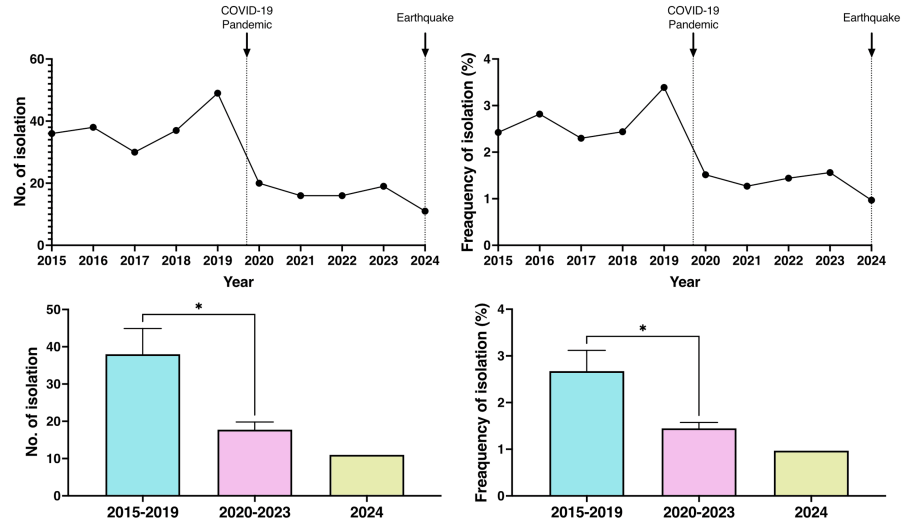 COVID-19
Pandemic
Earthquake
No. of isolation
60
40
20
0
2015 2016 2017 2018 2019 2020 2021 2022 2023 2024
Year
COVID-19
Pandemic
Earthquake
Freaquency of isolation (%)
4
3
2
1
0
2015 2016 2017 2018 2019 2020 2021 2022 2023 2024
Year
No. of isolation
50
40
30
20
10
0
*
2015-2019 2020-2023 2024
Freaquency of isolation (%)
4
3
2
1
0
*
2015-2019 2020-2023 2024